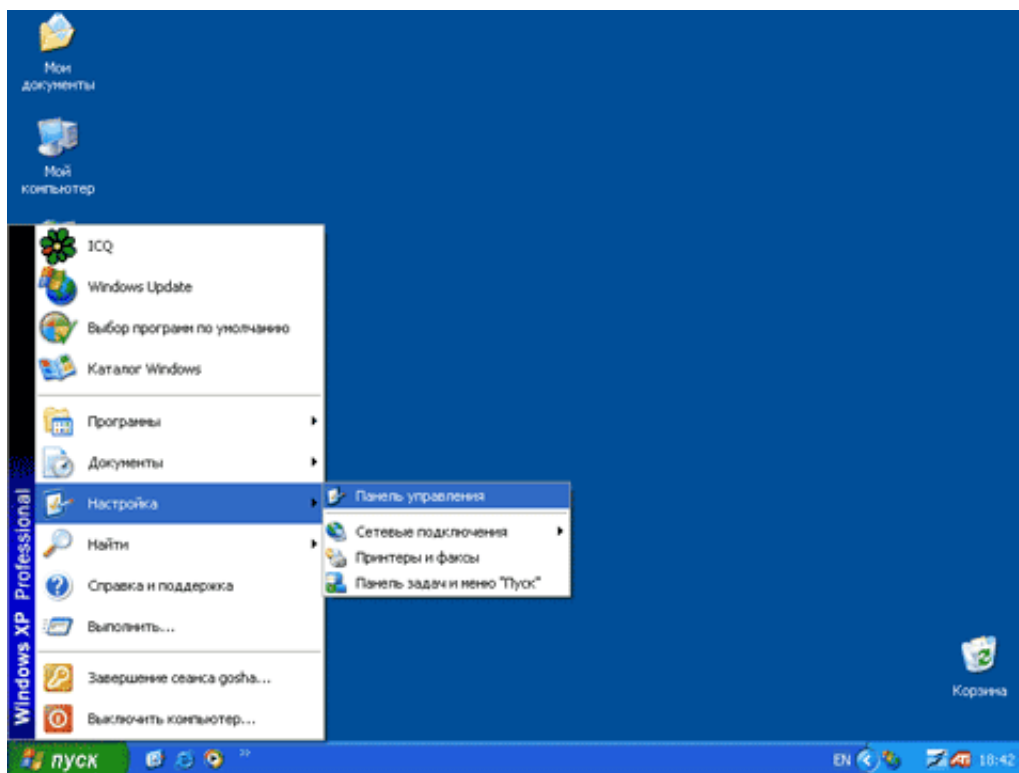 Мои
документы
Мой
компьютер
ICQ
Windows Update
Выбор программ по умолчанию
Каталог Windows
Программы
Документы
Настройка
Найти
Справка и поддержка
Выполнить...
Завершение сеанса gosha...
Выключить компьютер...
Windows XP Professional
Панель управления
Сетевые подключения
Принтеры и факсы
Панель задач и меню "Пуск"
Корзина
пуск
EN
18:42